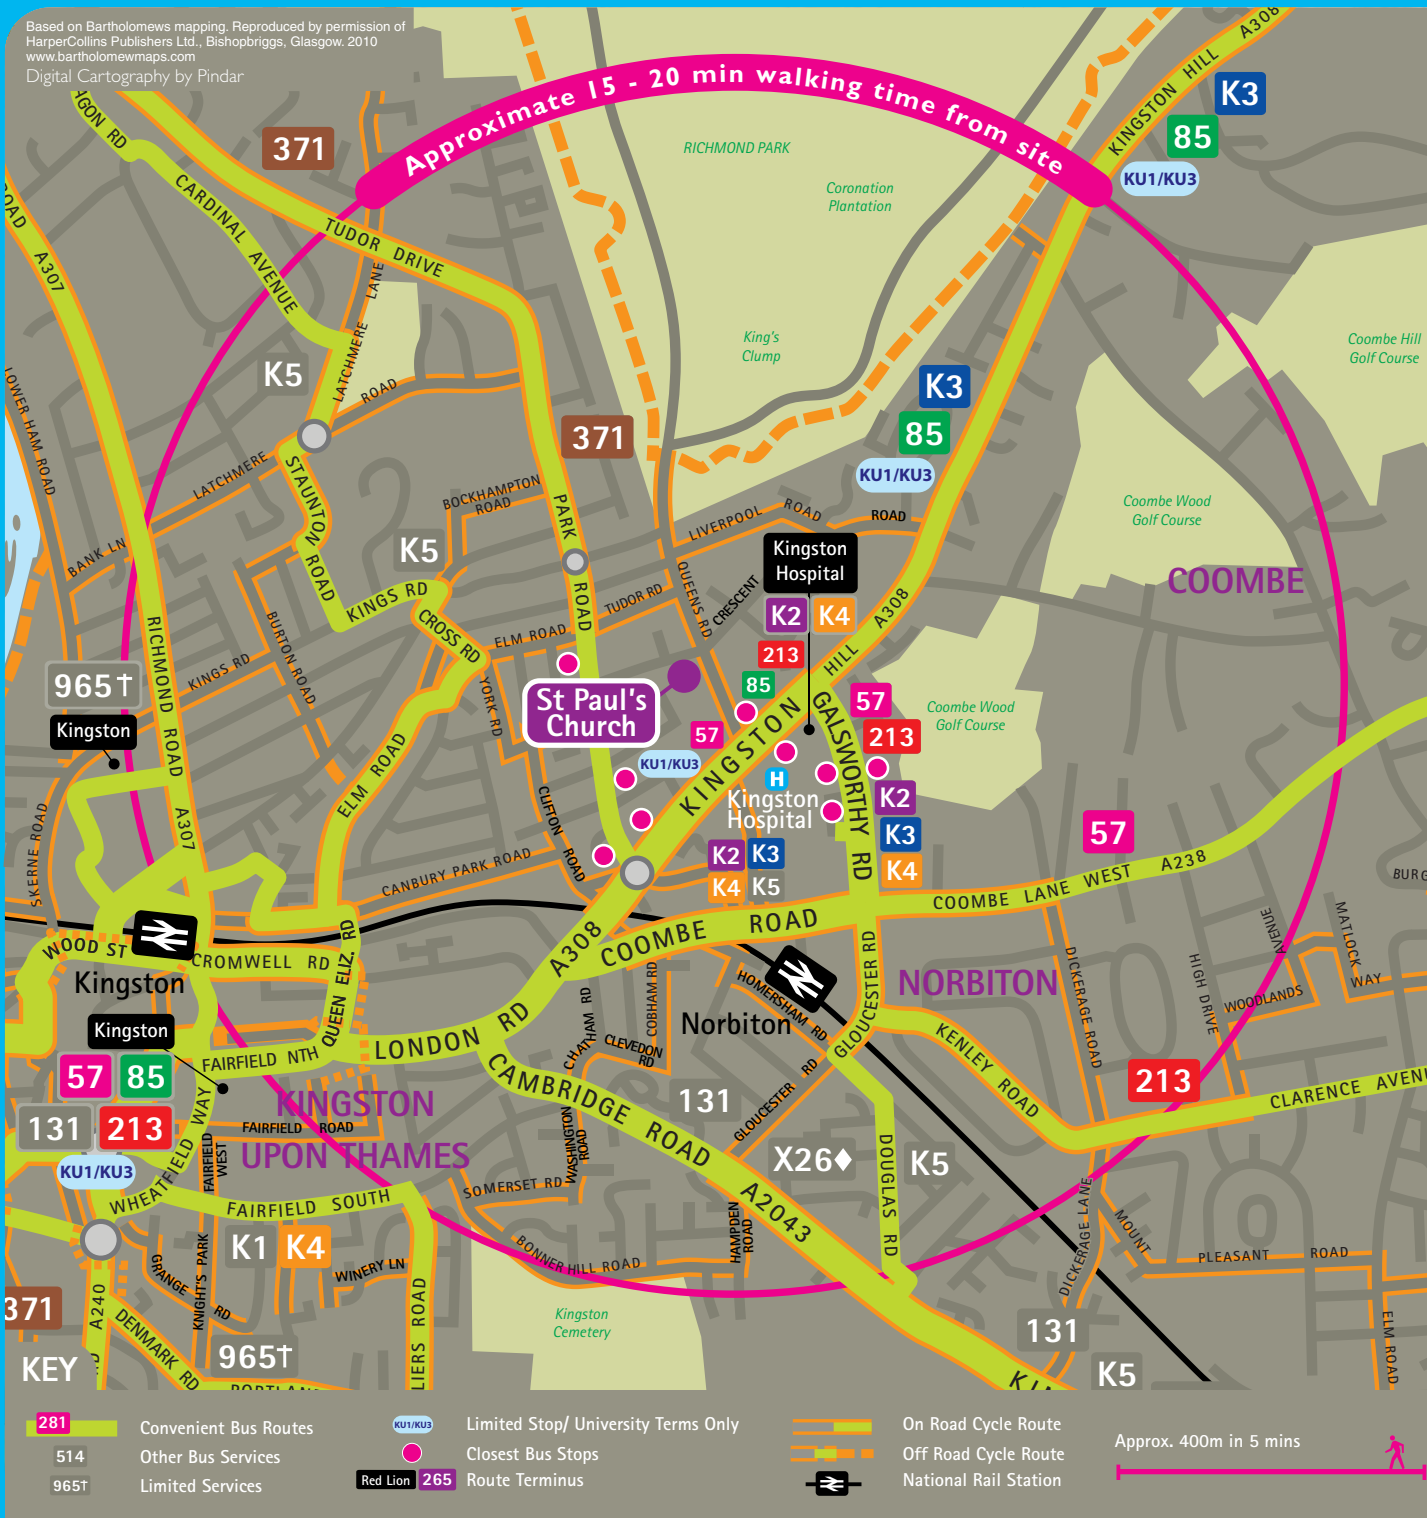 Based on Bartholomews mapping. Reproduced by permission of
HarperCollins Publishers Ltd., Bishopbriggs, Glasgow. 2010
www.bartholomewmaps.com
Digital Cartography by Pindar
Approximate 15 - 20 min walking time from site
A308
KINGSTON HILL
K3
85
KU1/KU3
GON RD
371
CARDINAL AVENUE
TUDOR DRIVE
RICHMOND PARK
Coronation
Plantation
ROAD A307
LATCHMERE LANE
King's
Clump
Coombe Hill
Golf Course
K5
ROAD
LOWER HAM ROAD
371
K3
85
KU1/KU3
LATCHMERE
STAUNTON ROAD
BOCKHAMPTON
ROAD
PARK ROAD
LIVERPOOL ROAD
ROAD
Coombe Wood
Golf Course
BANK LN
K5
Kingston
Hospital
K2 K4
COOMBE
KINGS RD
CROSS RD
TUDOR RD
QUEENS RD
CRESCENT
A308
RICHMOND ROAD
BURTON ROAD
ELM ROAD
213
85
KINGSTON HILL
965†
Kingston
KINGS RD
YORK RD
St Paul's
Church
57
KU1/KU3
GALSWORTHY RD
57
213
Coombe Wood
Golf Course
ELM ROAD
A307
SKERNE ROAD
CLIFTON ROAD
H
Kingston
Hospital
K2
K3
K4
57
CANBURY PARK ROAD
K2 K3
K4 K5
COOMBE LANE WEST A238
BURG
WOOD ST
Kingston
CROMWELL RD
QUEEN ELIZ. RD
A308
COOMBE ROAD
GLOUCESTER RD
NORBITON
DICKERAGE ROAD
HIGH DRIVE
AVENUE
MATLOCK
WAY
WOODLANDS
Kingston
FAIRFIELD NTH
LONDON RD
CHATHAM RD
COBHAM RD
CLEVEDON
RD
HOMERSHAM RD
Norbiton
GLOUCESTER RD
KENLEY ROAD
57 85
131 213
KU1/KU3
KINGSTON
UPON THAMES
CAMBRIDGE ROAD A2043
131
213
CLARENCE AVEN
FAIRFIELD ROAD
FAIRFIELD
WEST
WHEATFIELD WAY
WASHINGTON
ROAD
X26♦
DOUGLAS RD
K5
FAIRFIELD SOUTH
SOMERSET RD
HAMPDEN
ROAD
DICKERAGE LANE
MOUNT
PLEASANT ROAD
K1 K4
BONNER HILL ROAD
GRANGE RD
KNIGHT'S PARK
WINERY LN
371
A240
DENMARK RD
LIERS ROAD
Kingston
Cemetery
131
ELM ROAD
965†
K5
KEY
281
Convenient Bus Routes
514
Other Bus Services
965†
Limited Services
KU1/KU3
Limited Stop/ University Terms Only
Closest Bus Stops
Red Lion 265
Route Terminus
On Road Cycle Route
Off Road Cycle Route
National Rail Station
Approx. 400m in 5 mins